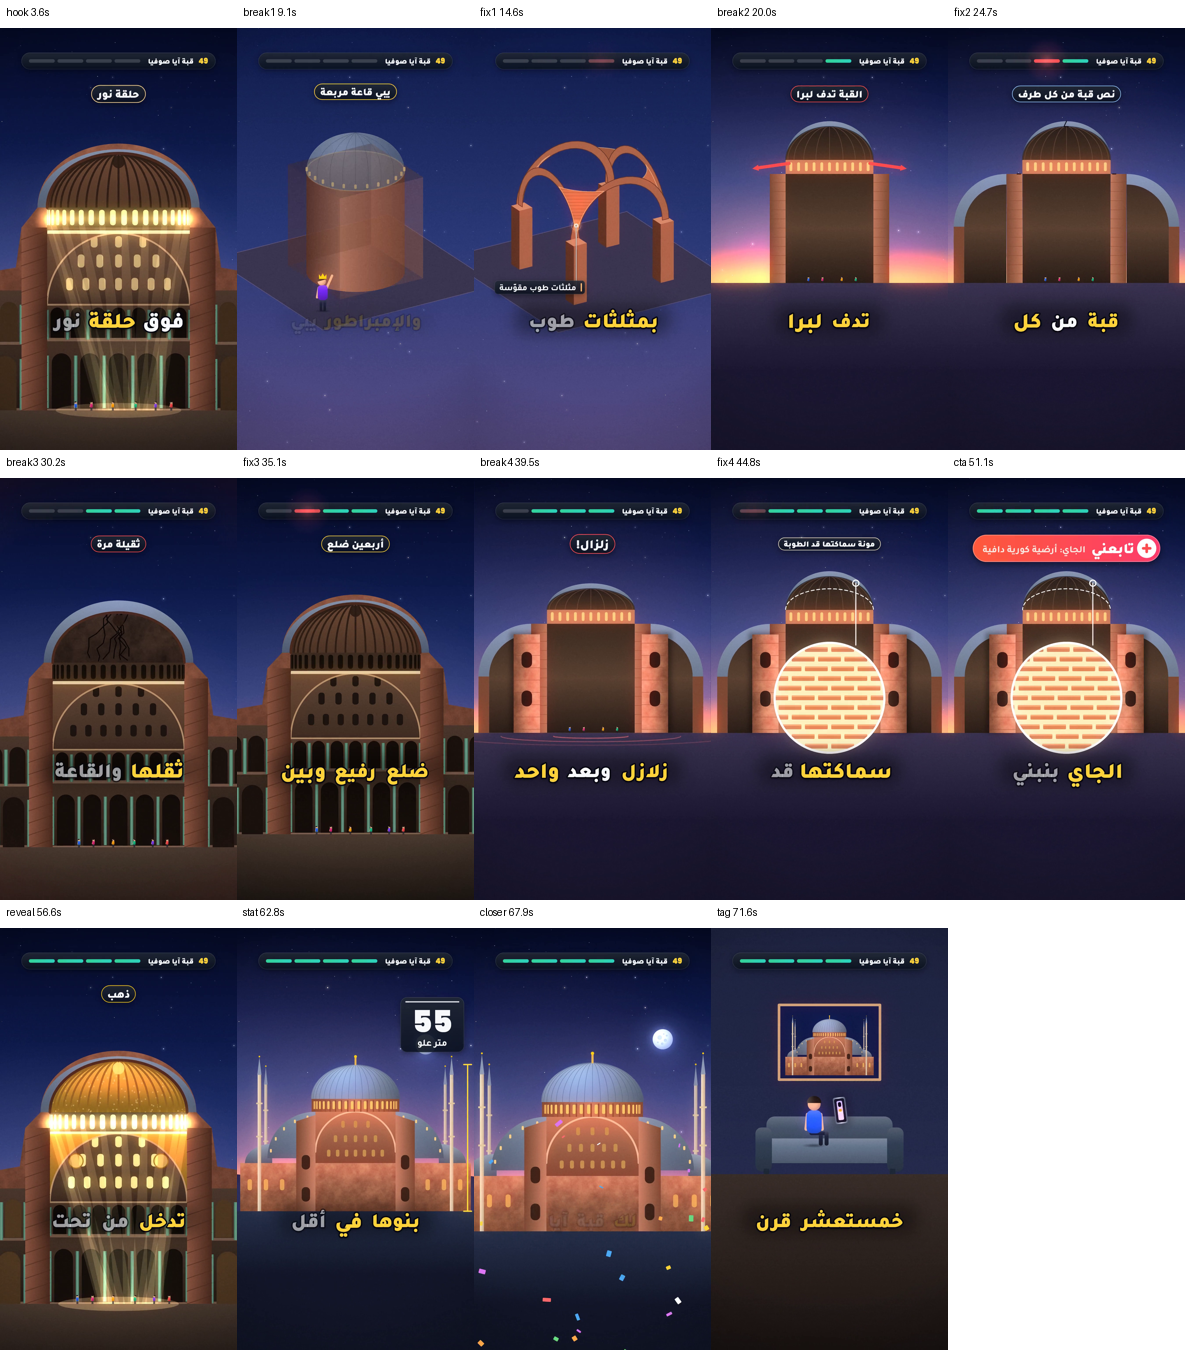 hook 3.6s
49 قبة آيا صوفيا
حلقة نور
فوق حلقة نور
break1 9.1s
49 قبة آيا صوفيا
يبي قاعة مربعة
والإمبراطور يبي
fix1 14.6s
49 قبة آيا صوفيا
مثلثات طوب مقوّسة
بمثلثات طوب
break2 20.0s
49 قبة آيا صوفيا
القبة تدف لبرا
تدف لبرا
fix2 24.7s
49 قبة آيا صوفيا
نص قبة من كل طرف
قبة من كل
break3 30.2s
49 قبة آيا صوفيا
ثقيلة مرة
ثقلها والقاعة
fix3 35.1s
49 قبة آيا صوفيا
أربعين ضلع
ضلع رفيع وبين
break4 39.5s
49 قبة آيا صوفيا
زلزال!
زلازل وبعد واحد
fix4 44.8s
49 قبة آيا صوفيا
مونة سماكتها قد الطوبة
سماكتها قد
cta 51.1s
49 قبة آيا صوفيا
تابعني الجاي: أرضية كورية دافية
الجاي بنبني
reveal 56.6s
49 قبة آيا صوفيا
ذهب
تدخل من تحت
stat 62.8s
49 قبة آيا صوفيا
55
متر علو
بنوها في أقل
closer 67.9s
49 قبة آيا صوفيا
tag 71.6s
49 قبة آيا صوفيا
خمستعشر قرن